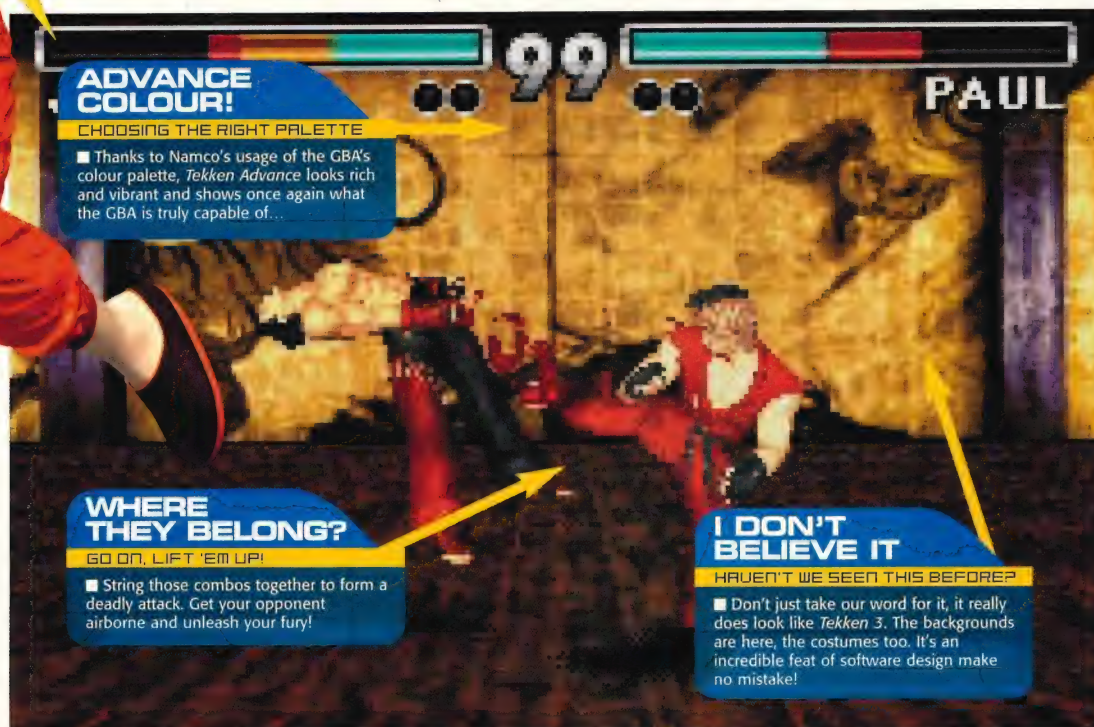 99
PAUL
ADVANCE
COLOUR!
CHOOSING THE RIGHT PALETTE
■ Thanks to Namco's usage of the GBA's
colour palette, Tekken Advance looks rich
and vibrant and shows once again what
the GBA is truly capable of...
WHERE
THEY BELONG?
GO ON, LIFT 'EM UP!
■ String those combos together to form a
deadly attack. Get your opponent
airborne and unleash your fury!
I DON'T
BELIEVE IT
HAVEN'T WE SEEN THIS BEFORE?
■ Don't just take our word for it, it really
does look like Tekken 3. The backgrounds
are here, the costumes too. It's an
incredible feat of software design make
no mistake!